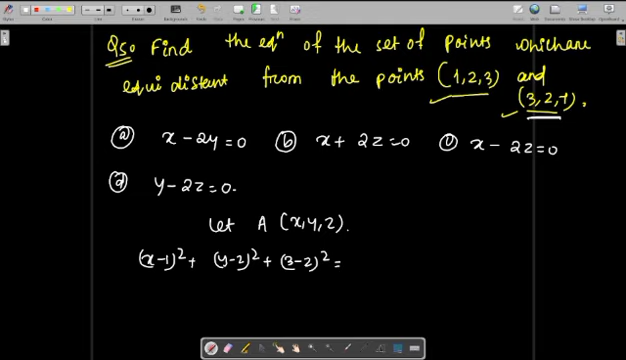 Q50 Find the eqn of the set of points which are
equidistant from the points (1,2,3) and
(3,2,-1).
(a) x-2y=0 (b) x+2z=0 (c) x-2z=0
(d) y-2z=0.
Let A (x,y,z).
(x-1)² + (y-2)² + (3-z)² =